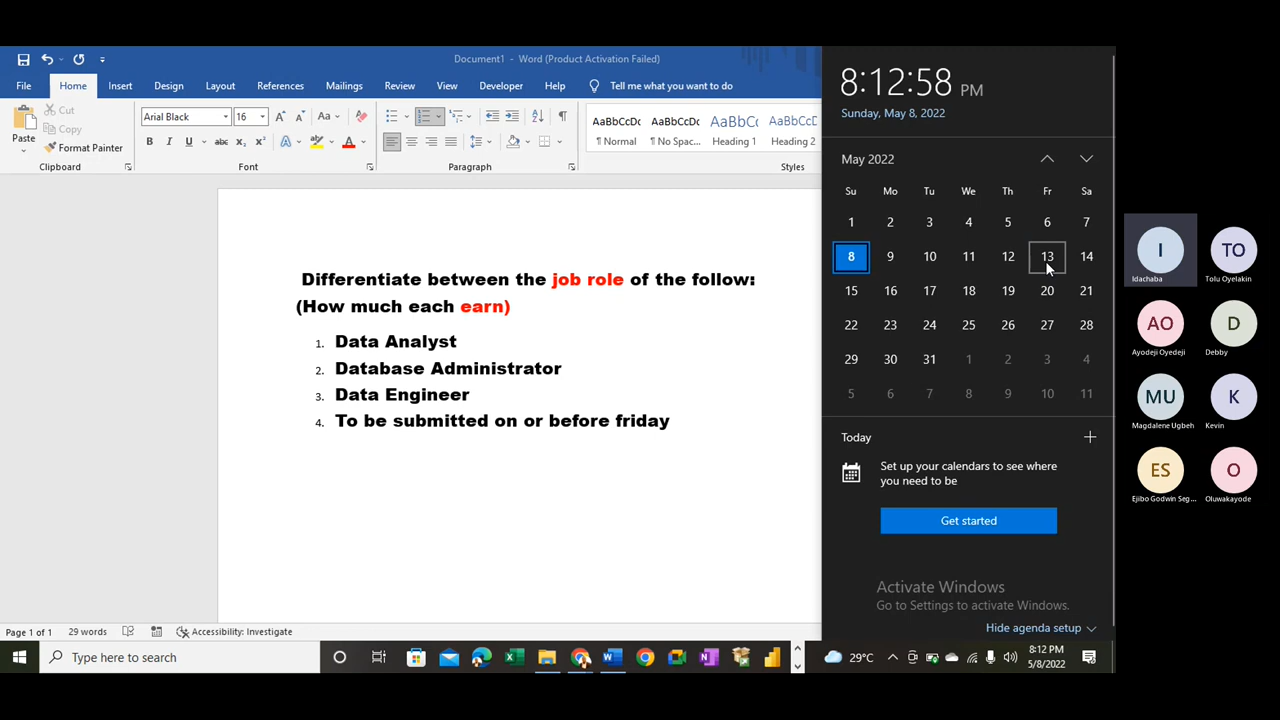 Document1 - Word (Product Activation Failed)
File Home Insert Design Layout References Mailings Review View Developer Help Tell me what you want to do
Paste
Cut
Copy
Format Painter
Clipboard
Arial Black 16
Font
Paragraph
AaBbCcDc AaBbCcDc AaBbCc AaBbCcD
¶ Normal ¶ No Spac... Heading 1 Heading 2
Styles
Differentiate between the job role of the follow:
(How much each earn)
1. Data Analyst
2. Database Administrator
3. Data Engineer
4. To be submitted on or before friday
Page 1 of 1 29 words Accessibility: Investigate
Type here to search
29°C
8:12 PM
5/8/2022
8:12:58 PM
Sunday, May 8, 2022
May 2022
Su Mo Tu We Th Fr Sa
1 2 3 4 5 6 7
8 9 10 11 12 13 14
15 16 17 18 19 20 21
22 23 24 25 26 27 28
29 30 31 1 2 3 4
5 6 7 8 9 10 11
Today
Set up your calendars to see where
you need to be
Get started
Activate Windows
Go to Settings to activate Windows.
Hide agenda setup
I TO
Idachaba Tolu Oyelakin
AO D
Ayodeji Oyedeji Debby
MU K
Magdalene Ugbeh Kevin
ES O
Ejibo Godwin Seg... Oluwakayode